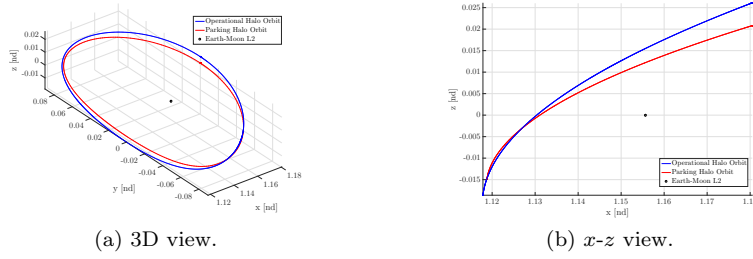 Operational Halo Orbit
Parking Halo Orbit
Earth-Moon L2
z [nd]
0.02
0.01
0
-0.01
0.08
0.06
0.04
0.02
0
-0.02
-0.04
-0.06
-0.08
y [nd]
1.12
1.14
1.16
1.18
x [nd]
(a) 3D view.
z [nd]
0.025
0.02
0.015
0.01
0.005
0
-0.005
-0.01
-0.015
1.12 1.13 1.14 1.15 1.16 1.17 1.18
x [nd]
Operational Halo Orbit
Parking Halo Orbit
Earth-Moon L2
(b) x-z view.